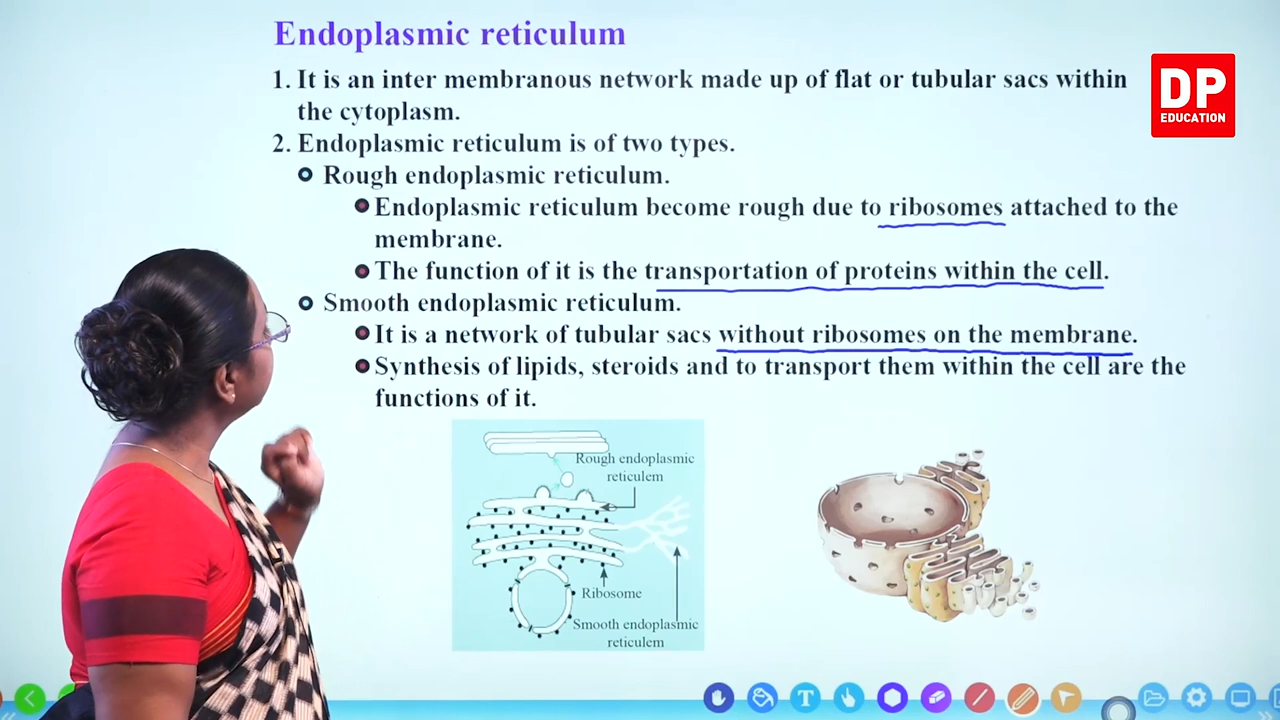 Endoplasmic reticulum
1. It is an inter membranous network made up of flat or tubular sacs within
the cytoplasm.
2. Endoplasmic reticulum is of two types.
Rough endoplasmic reticulum.
Endoplasmic reticulum become rough due to ribosomes attached to the
membrane.
The function of it is the transportation of proteins within the cell.
Smooth endoplasmic reticulum.
It is a network of tubular sacs without ribosomes on the membrane.
Synthesis of lipids, steroids and to transport them within the cell are the
functions of it.
DP
EDUCATION
Rough endoplasmic
reticulem
Ribosome
Smooth endoplasmic
reticulem
T